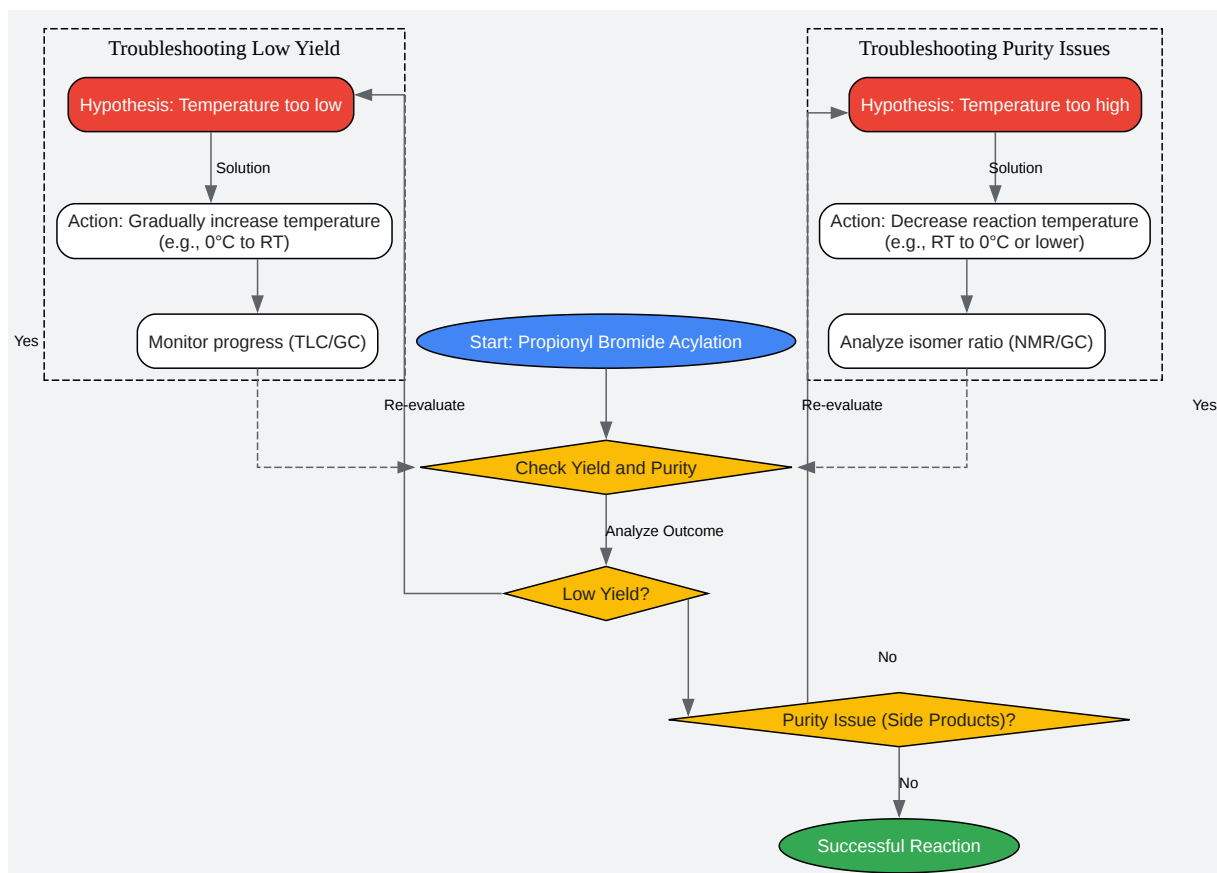 Troubleshooting Low Yield
Troubleshooting Purity Issues
Hypothesis: Temperature too low
Hypothesis: Temperature too high
Solution
Solution
Action: Gradually increase temperature
(e.g., 0°C to RT)
Action: Decrease reaction temperature
(e.g., RT to 0°C or lower)
Yes
Monitor progress (TLC/GC)
Start: Propionyl Bromide Acylation
Analyze isomer ratio (NMR/GC)
Re-evaluate
Re-evaluate
Yes
Check Yield and Purity
Analyze Outcome
Low Yield?
No
Purity Issue (Side Products)?
No
Successful Reaction